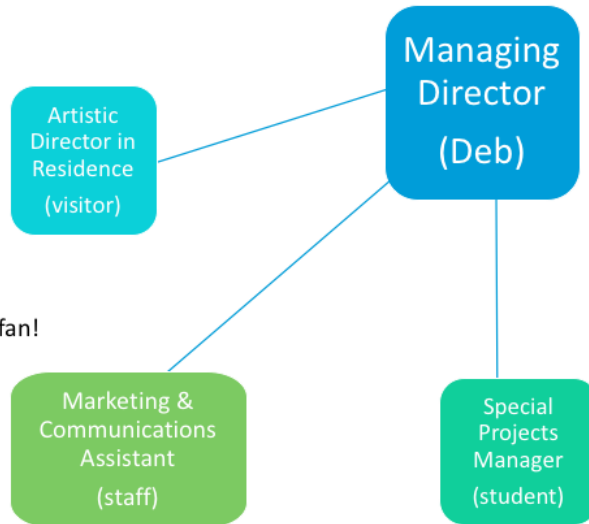 Managing
Director
(Deb)
Artistic
Director in
Residence
(visitor)
fan!
Marketing &
Communications
Assistant
(staff)
Special
Projects
Manager
(student)